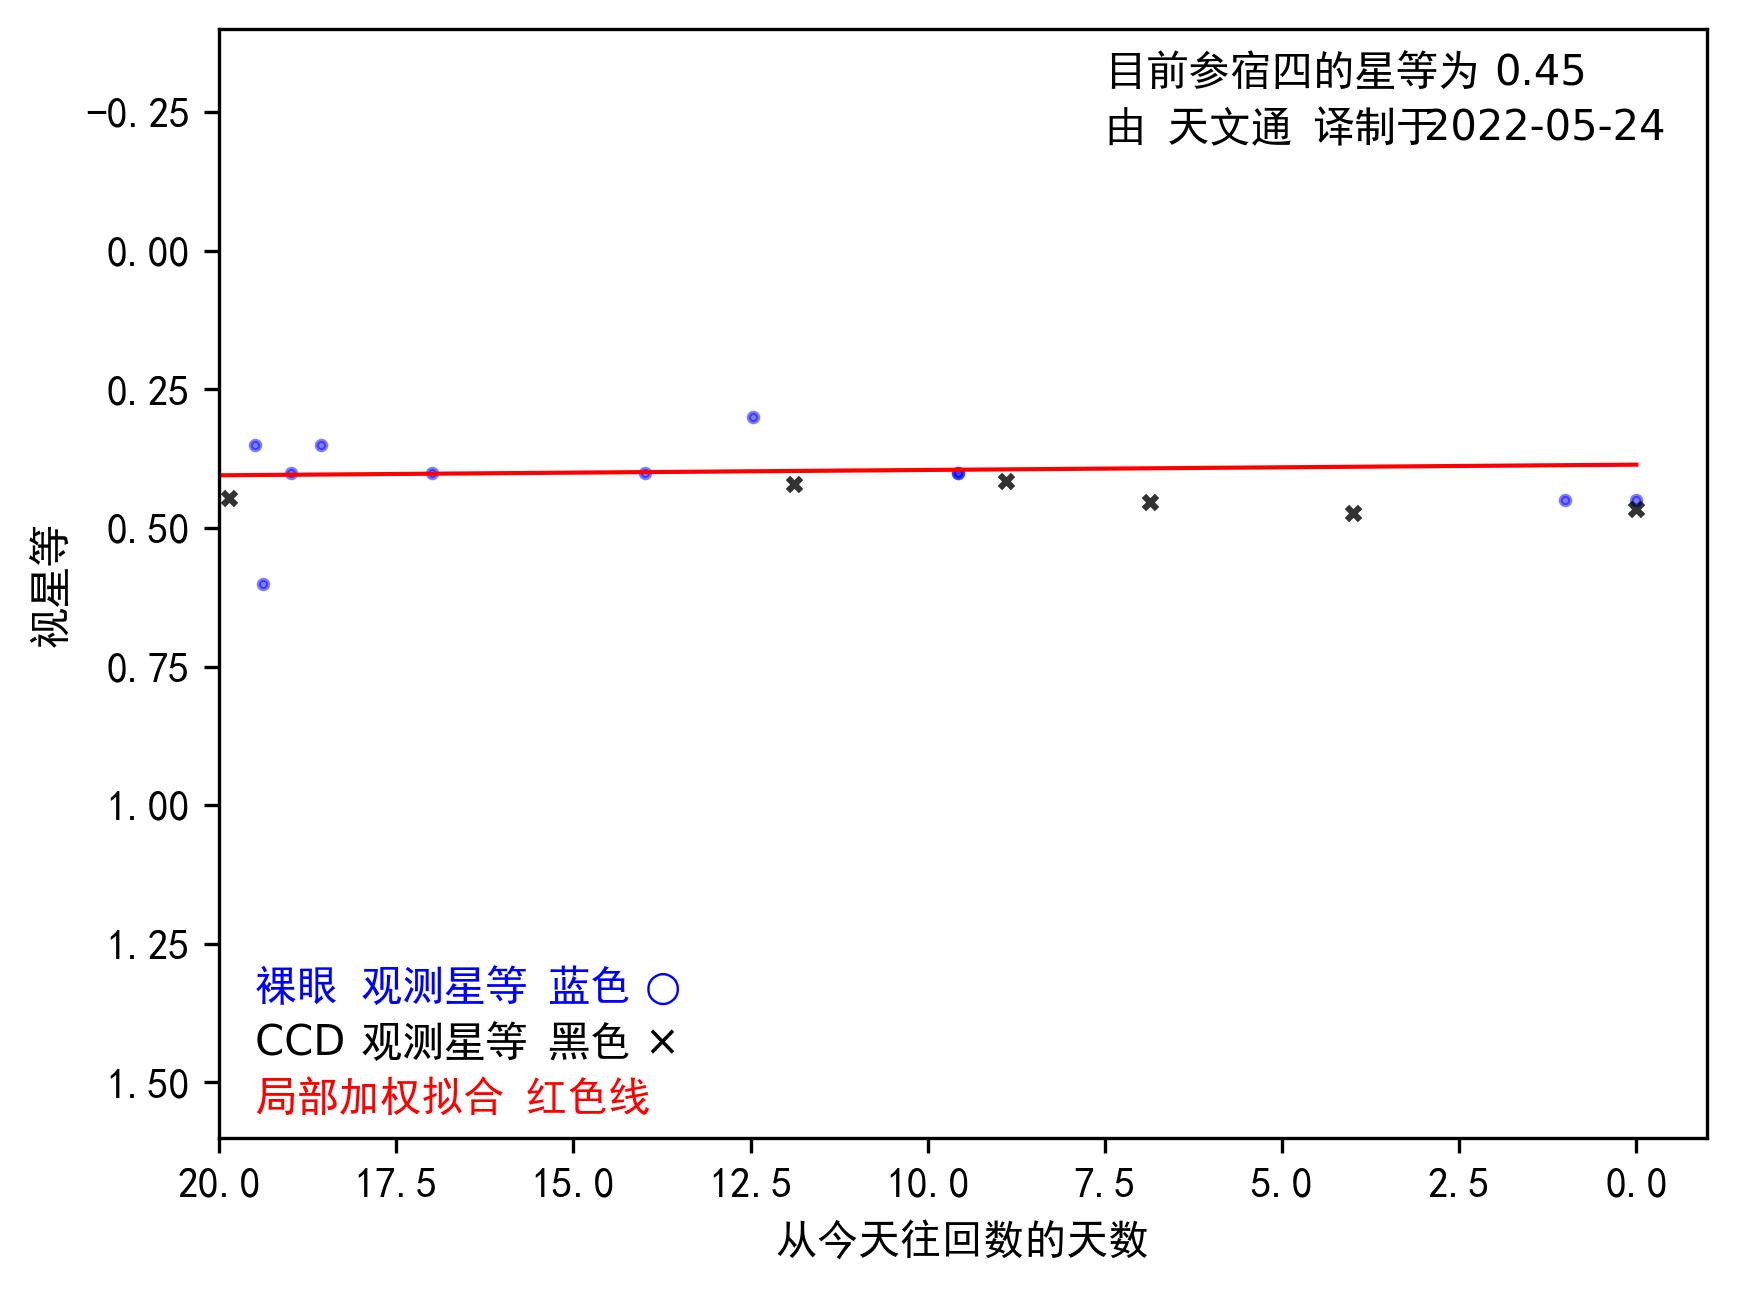 目前参宿四的星等为 0.45
由 天文通 译制于2022-05-24
-0.25
0.00
0.25
0.50
0.75
1.00
1.25
1.50
视星等
裸眼 观测星等 蓝色 ○
CCD 观测星等 黑色 ×
局部加权拟合 红色线
20.0 17.5 15.0 12.5 10.0 7.5 5.0 2.5 0.0
从今天往回数的天数